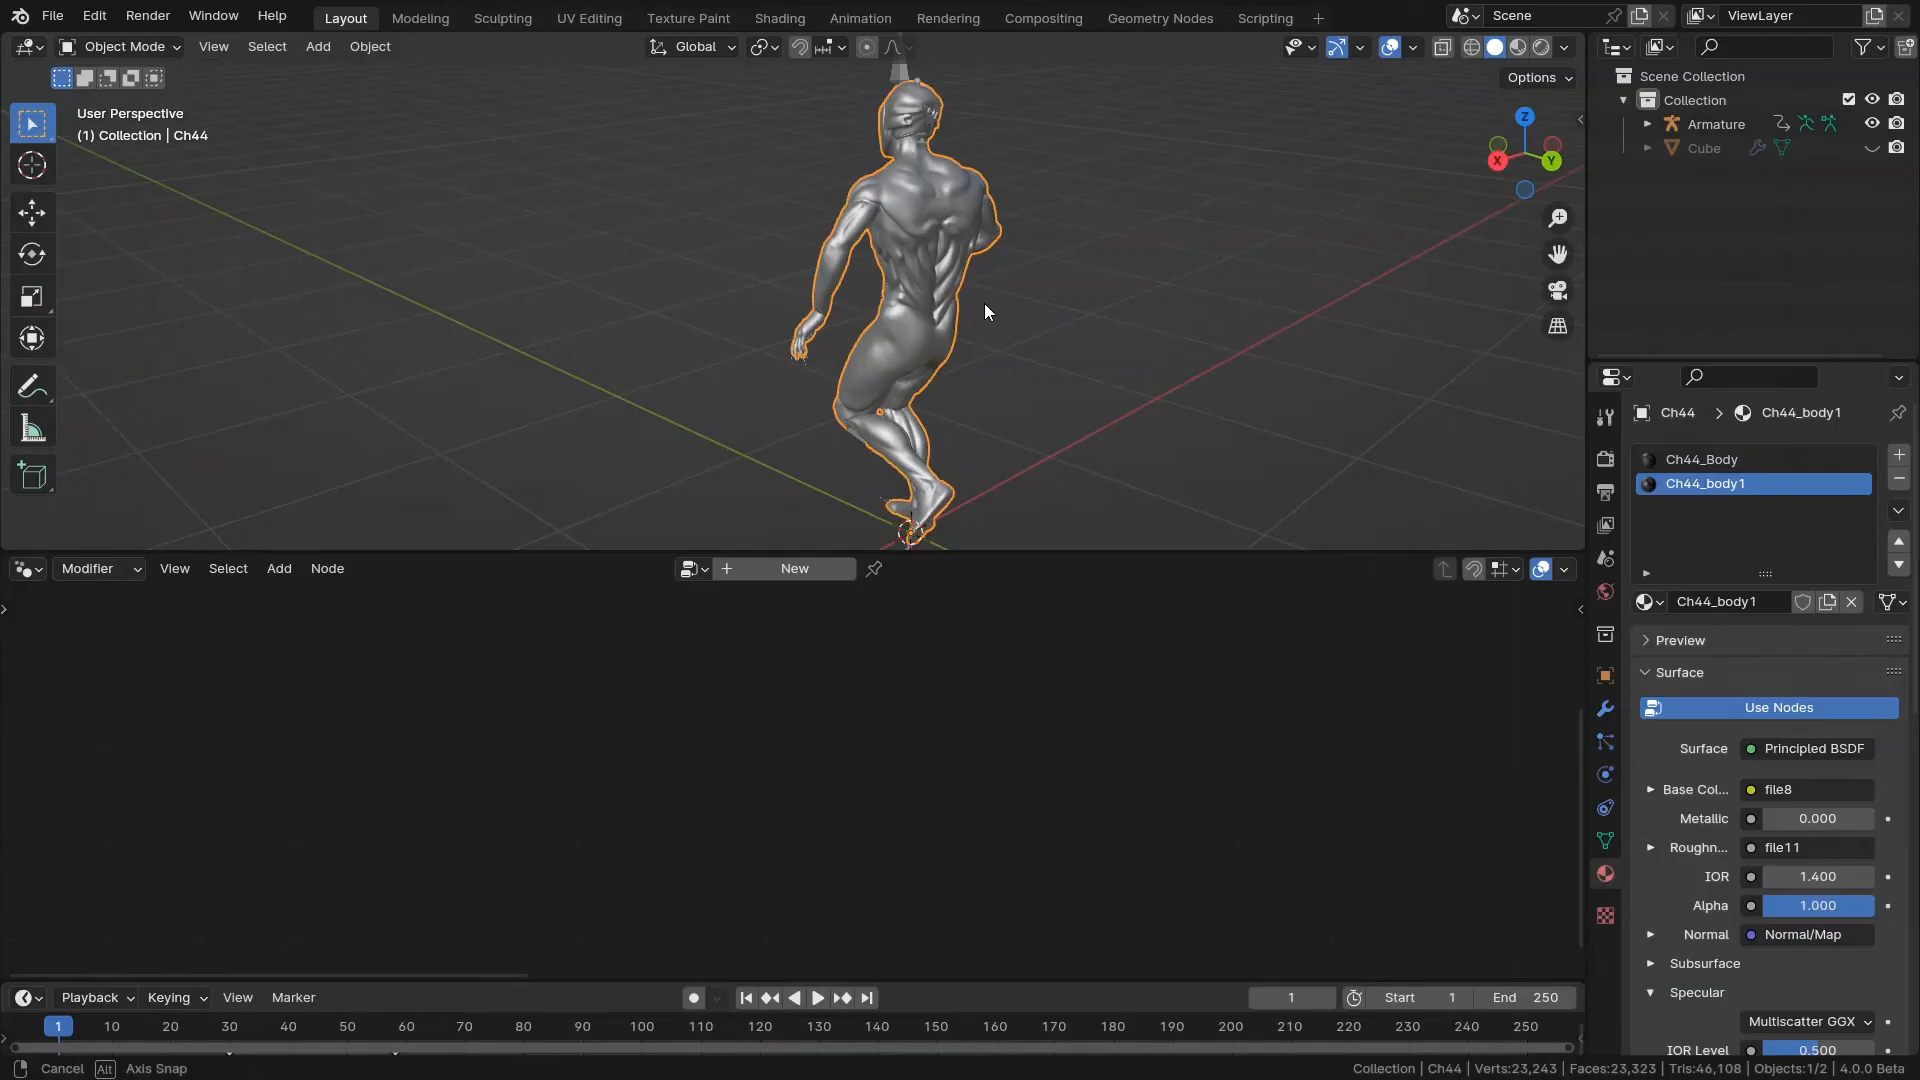 File Edit Render Window Help Layout Modeling Sculpting UV Editing Texture Paint Shading Animation Rendering Compositing Geometry Nodes Scripting + Scene ViewLayer
Object Mode View Select Add Object Global
Options
User Perspective
(1) Collection | Ch44
Z
X
Y
Scene Collection
Collection
Armature
Cube
Ch44 > Ch44_body1
Ch44_Body
Ch44_body1
Modifier View Select Add Node + New
Ch44_body1
Preview
Surface
Use Nodes
Surface Principled BSDF
Base Col... file8
Metallic 0.000
Roughn... file11
IOR 1.400
Alpha 1.000
Normal Normal/Map
Subsurface
Specular
Multiscatter GGX
IOR Level 0.500
Playback Keying View Marker 1 Start 1 End 250
1 10 20 30 40 50 60 70 80 90 100 110 120 130 140 150 160 170 180 190 200 210 220 230 240 250
Cancel Alt Axis Snap Collection | Ch44 | Verts:23,243 | Faces:23,323 | Tris:46,108 | Objects:1/2 | 4.0.0 Beta